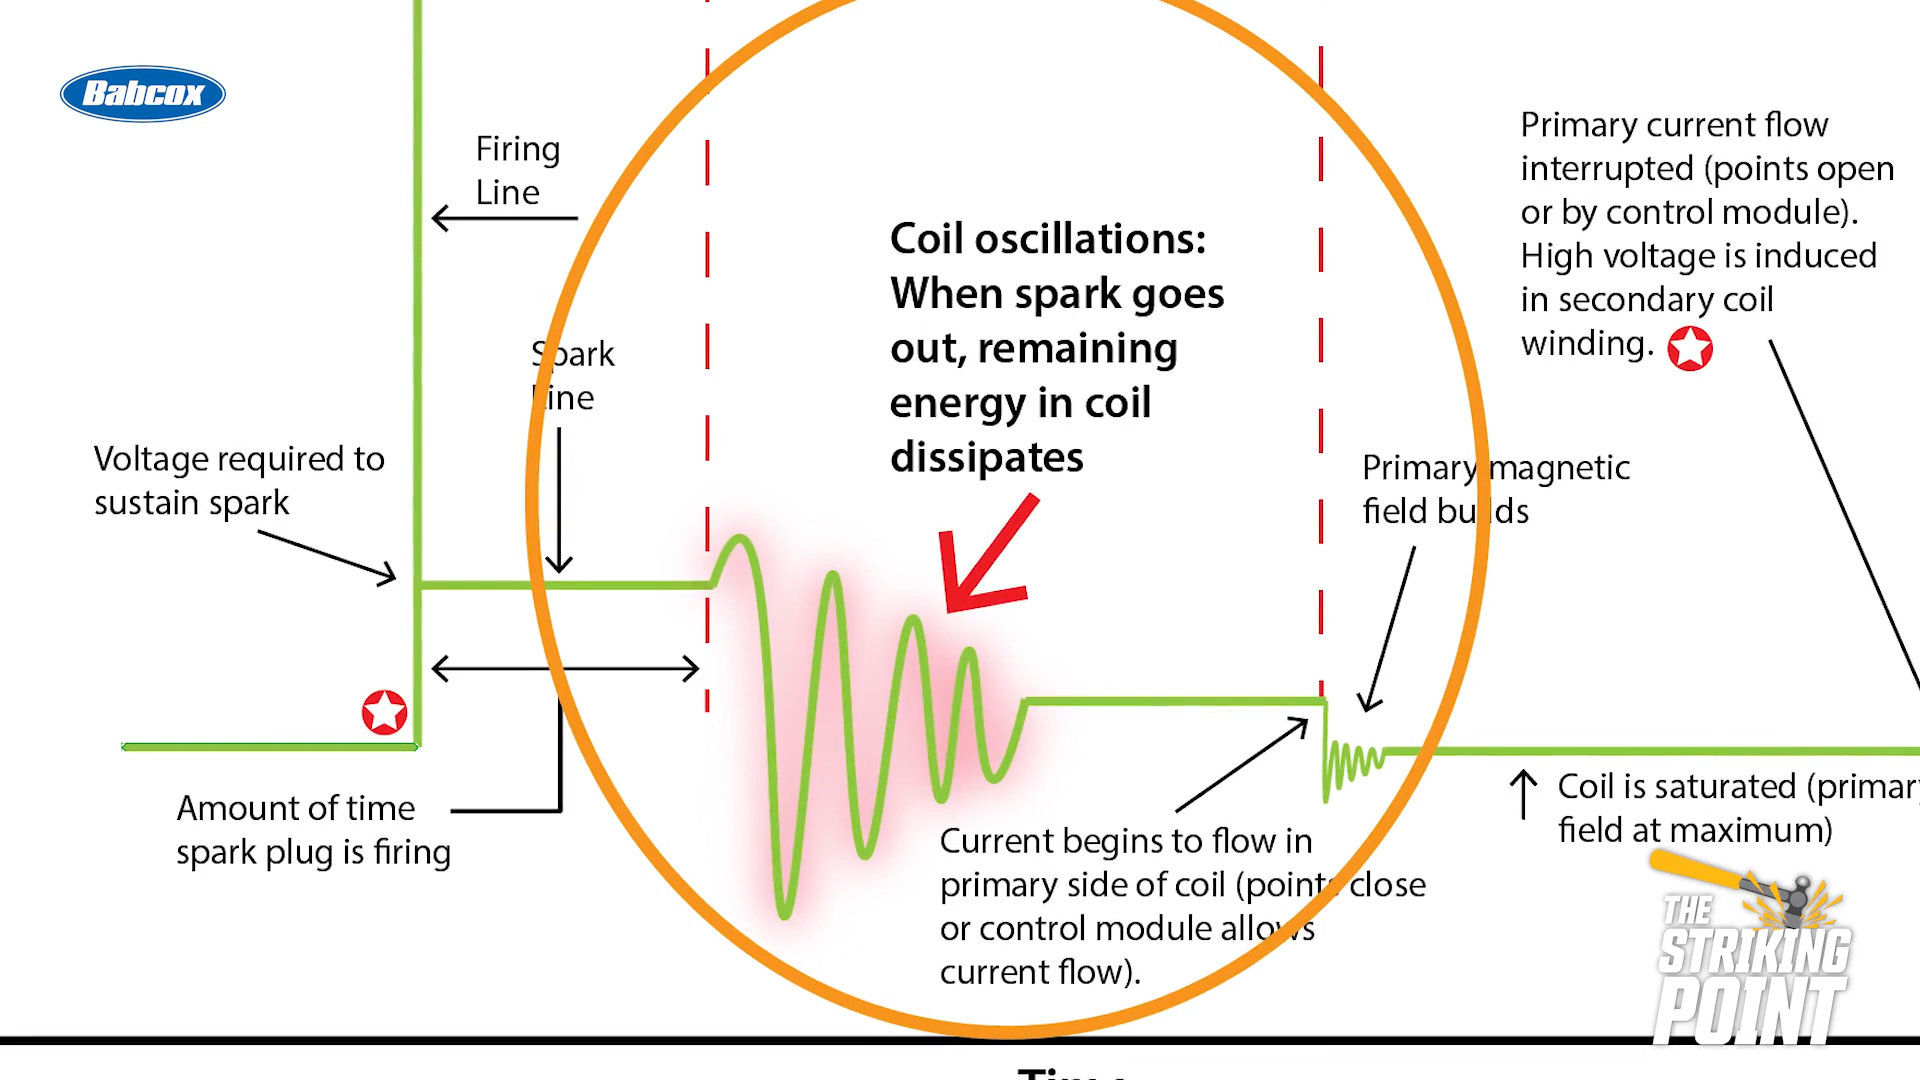 Babcox
Firing
Line
Spark
Line
Voltage required to
sustain spark
Amount of time
spark plug is firing
Coil oscillations:
When spark goes
out, remaining
energy in coil
dissipates
Current begins to flow in
primary side of coil (points close
or control module allows
current flow).
Primary magnetic
field builds
Primary current flow
interrupted (points open
or by control module).
High voltage is induced
in secondary coil
winding.
Coil is saturated (primary
field at maximum)
THE
STRIKING
POINT
Time